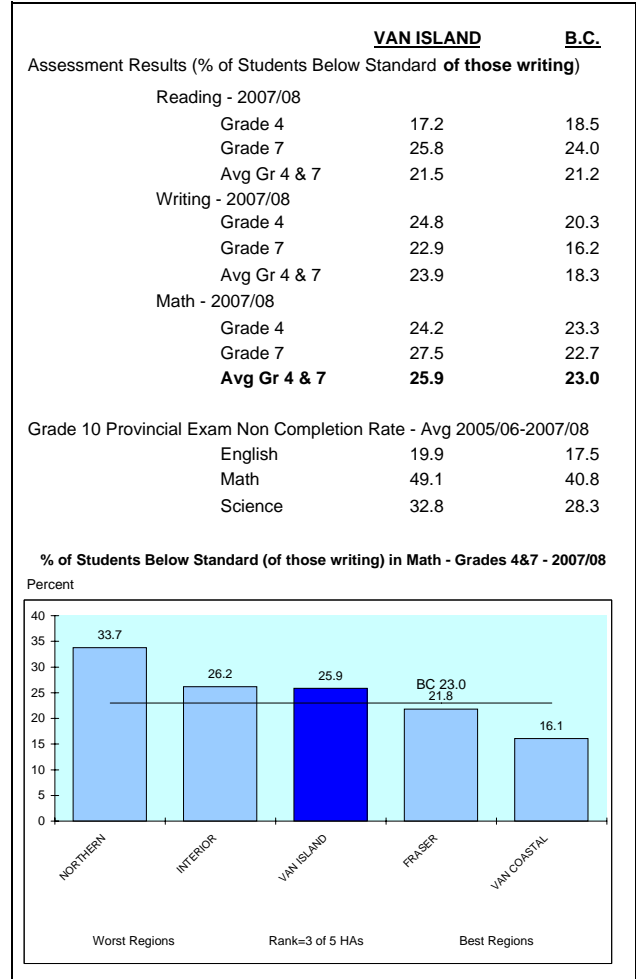 VAN ISLAND B.C.
Assessment Results (% of Students Below Standard of those writing)
Reading - 2007/08
Grade 4 17.2 18.5
Grade 7 25.8 24.0
Avg Gr 4 & 7 21.5 21.2
Writing - 2007/08
Grade 4 24.8 20.3
Grade 7 22.9 16.2
Avg Gr 4 & 7 23.9 18.3
Math - 2007/08
Grade 4 24.2 23.3
Grade 7 27.5 22.7
Avg Gr 4 & 7 25.9 23.0
Grade 10 Provincial Exam Non Completion Rate - Avg 2005/06-2007/08
English 19.9 17.5
Math 49.1 40.8
Science 32.8 28.3
% of Students Below Standard (of those writing) in Math - Grades 4&7 - 2007/08
Percent
40
35
30
25
20
15
10
5
0
33.7
26.2
25.9
BC 23.0
21.8
16.1
NORTHERN
INTERIOR
VAN ISLAND
FRASER
VAN COASTAL
Worst Regions Rank=3 of 5 HAs Best Regions